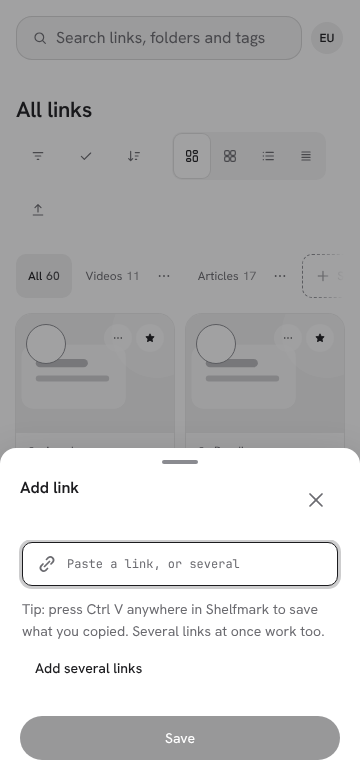 Search links, folders and tags
EU
All links
All 60
Videos 11
Articles 17
Add link
Paste a link, or several
Tip: press Ctrl V anywhere in Shelfmark to save
what you copied. Several links at once work too.
Add several links
Save